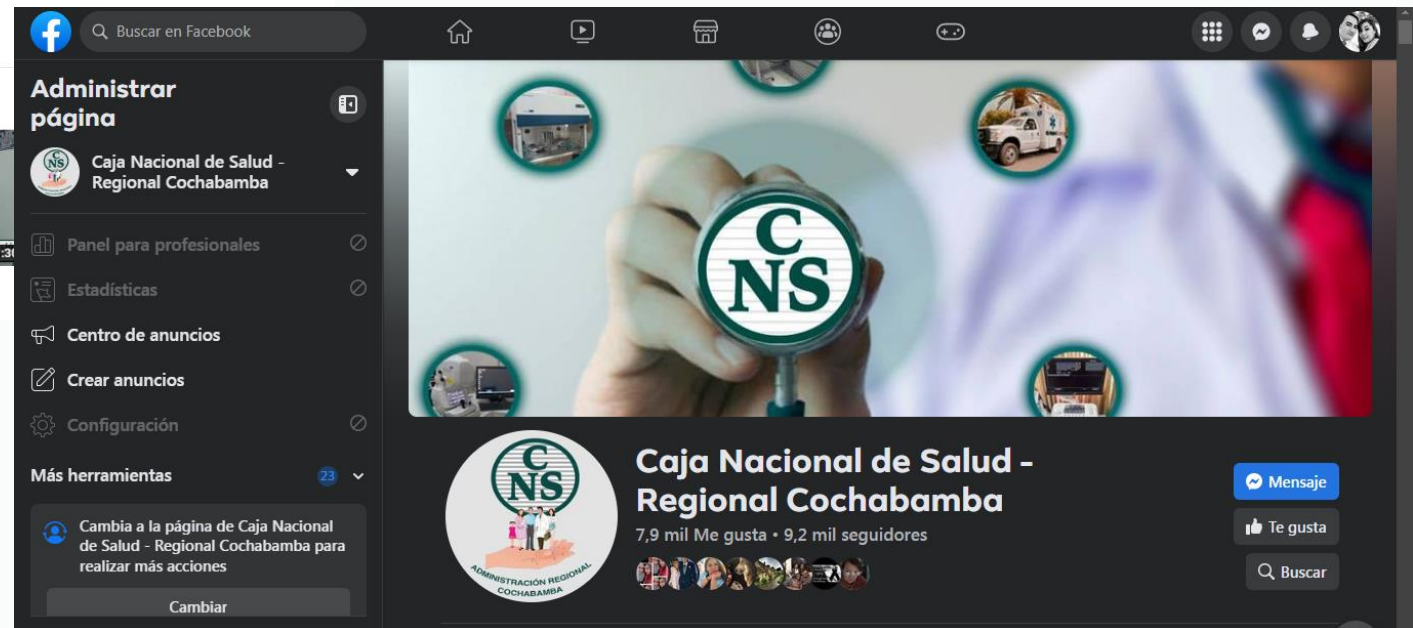 Buscar en Facebook
Administrar
página
Caja Nacional de Salud -
Regional Cochabamba
Panel para profesionales
Estadísticas
Centro de anuncios
Crear anuncios
Configuración
Más herramientas 23
Cambia a la página de Caja Nacional
de Salud - Regional Cochabamba para
realizar más acciones
Cambiar
C
NS
CNS
ADMINISTRACIÓN REGIONAL
COCHABAMBA
Caja Nacional de Salud -
Regional Cochabamba
7,9 mil Me gusta • 9,2 mil seguidores
Mensaje
Te gusta
Buscar